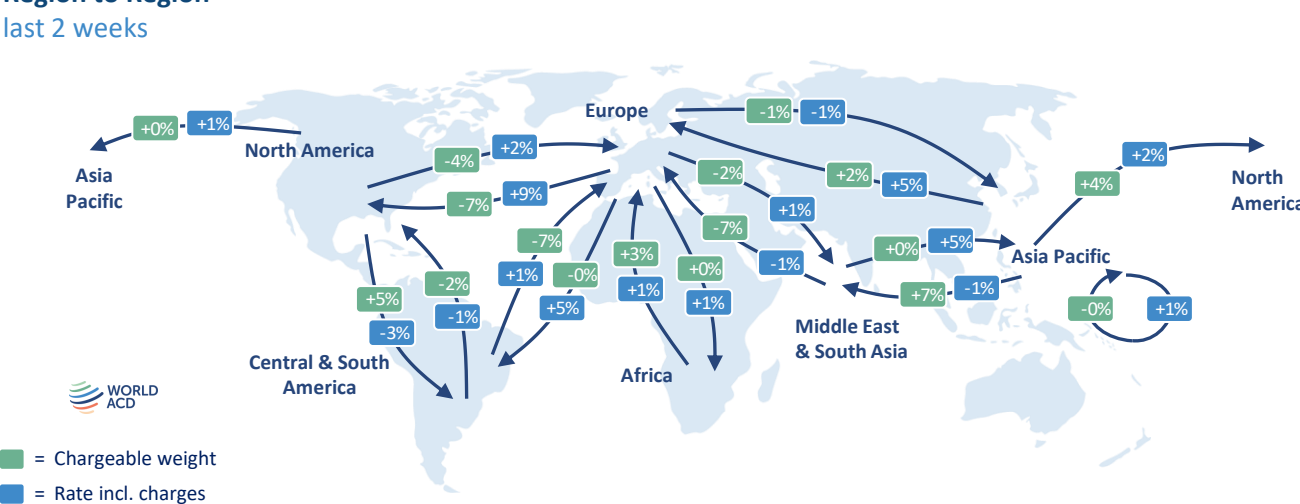 Region to Region
last 2 weeks
Europe
-1% -1%
+0% +1%
North America
Asia
Pacific
-4% +2%
-7% +9%
-2% +1%
+2% +5%
+4% +2%
North
America
-7% -1%
+0% +5%
Asia Pacific
+7% -1%
-0% +1%
-7% +1%
-0% +5%
+3% +1%
+0% +1%
+5% -3%
-2% -1%
Middle East
& South Asia
Central & South
America
Africa
WORLD
ACD
= Chargeable weight
= Rate incl. charges